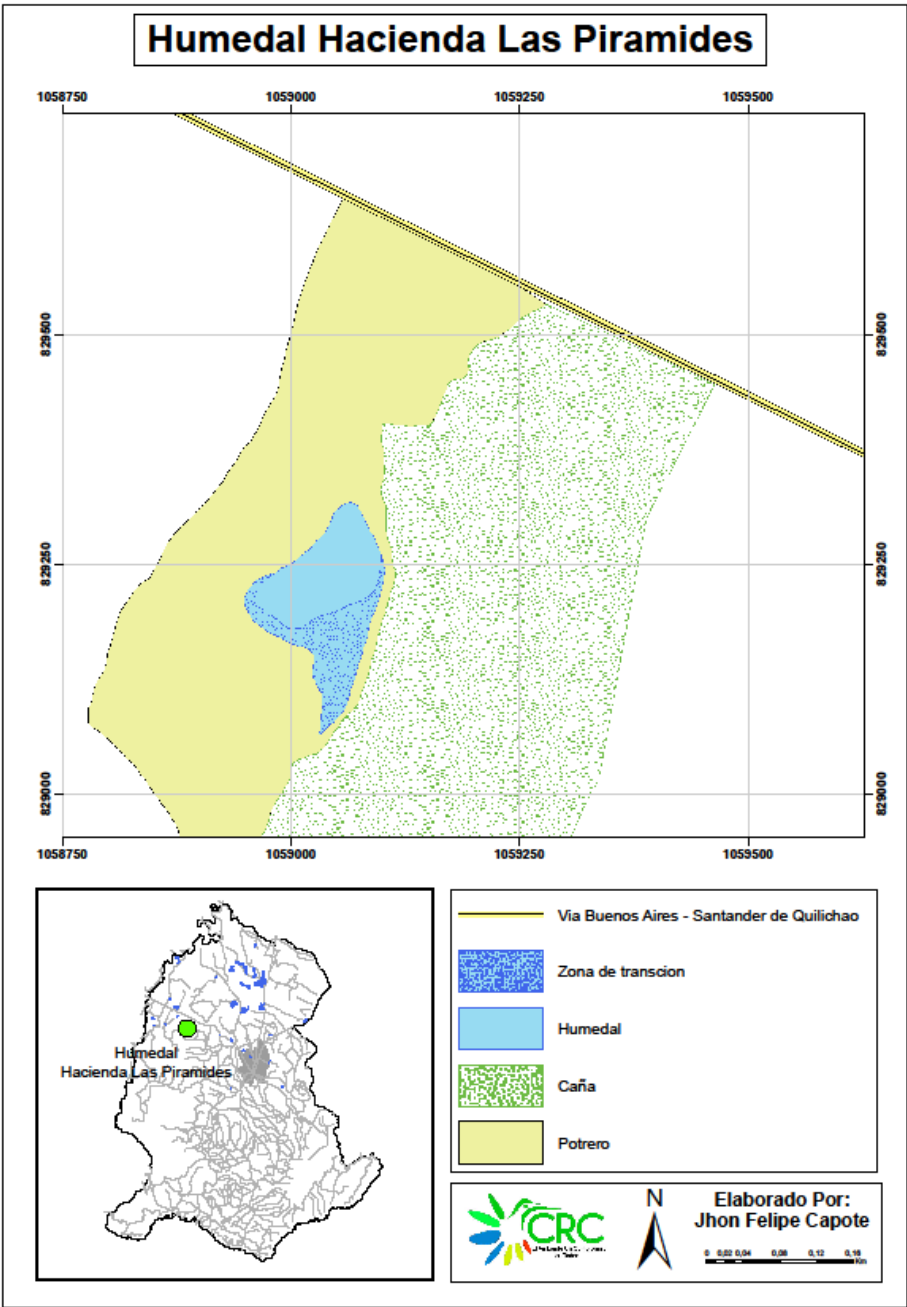 Humedal Hacienda Las Piramides
1058750 1059000 1059250 1059500
829500 829500
829250 829250
829000 829000
1058750 1059000 1059250 1059500
Humedal
Hacienda Las Piramides
Via Buenos Aires - Santander de Quilichao
Zona de transcion
Humedal
Caña
Potrero
CRC
N
Elaborado Por:
Jhon Felipe Capote
0 0,02 0,04 0,08 0,12 0,16
Km